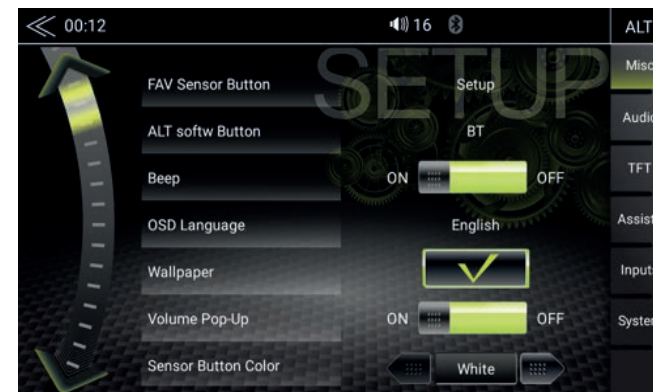 00:12 16 ALT
SETUP
FAV Sensor Button Setup
ALT softw Button BT
Beep ON OFF
OSD Language English
Wallpaper
Volume Pop-Up ON OFF
Sensor Button Color White
Misc
Audio
TFT
Assist
Input
System